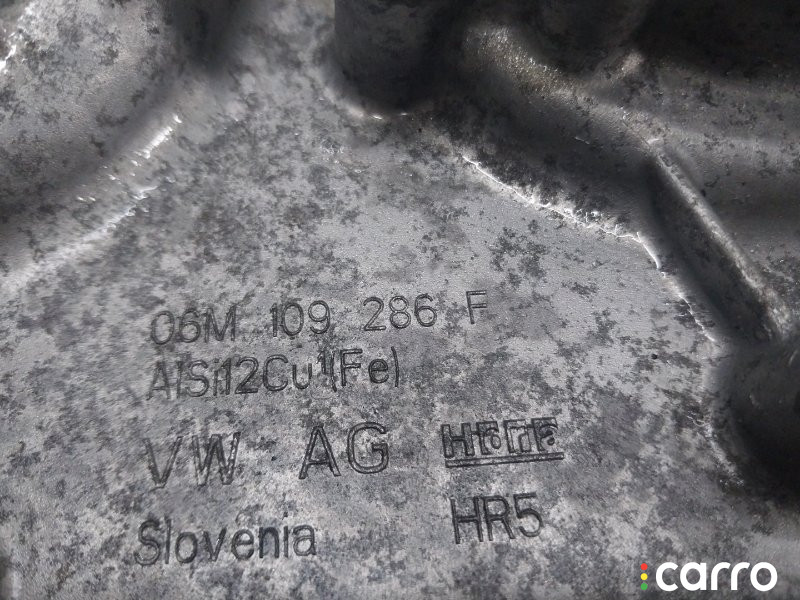 06M 109 286 F
AlSi12Cu1(Fe)
VW AG
Slovenia HR5
carro